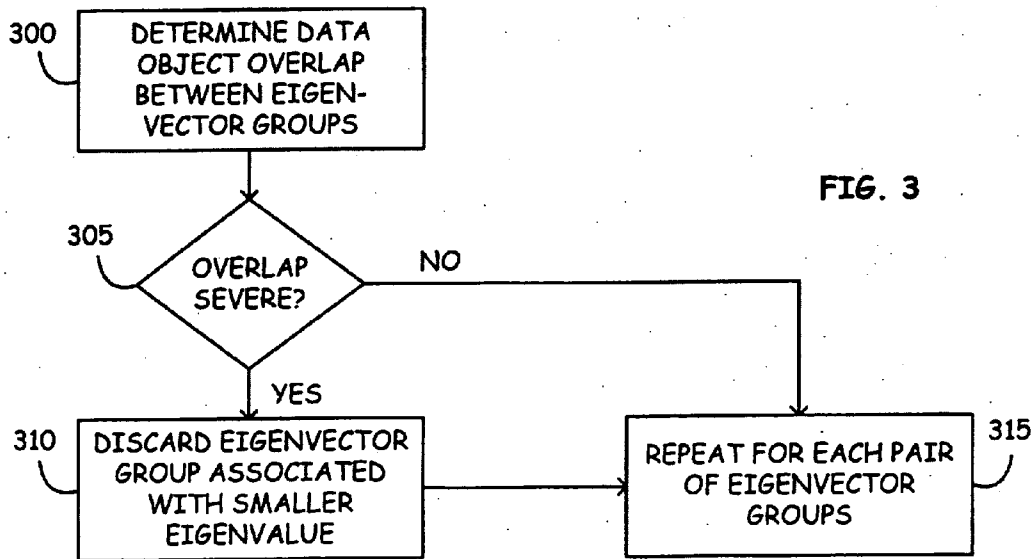 300
DETERMINE DATA
OBJECT OVERLAP
BETWEEN EIGEN-
VECTOR GROUPS
FIG. 3
305
OVERLAP
SEVERE?
NO
YES
310
DISCARD EIGENVECTOR
GROUP ASSOCIATED
WITH SMALLER
EIGENVALUE
REPEAT FOR EACH PAIR
OF EIGENVECTOR
GROUPS
315